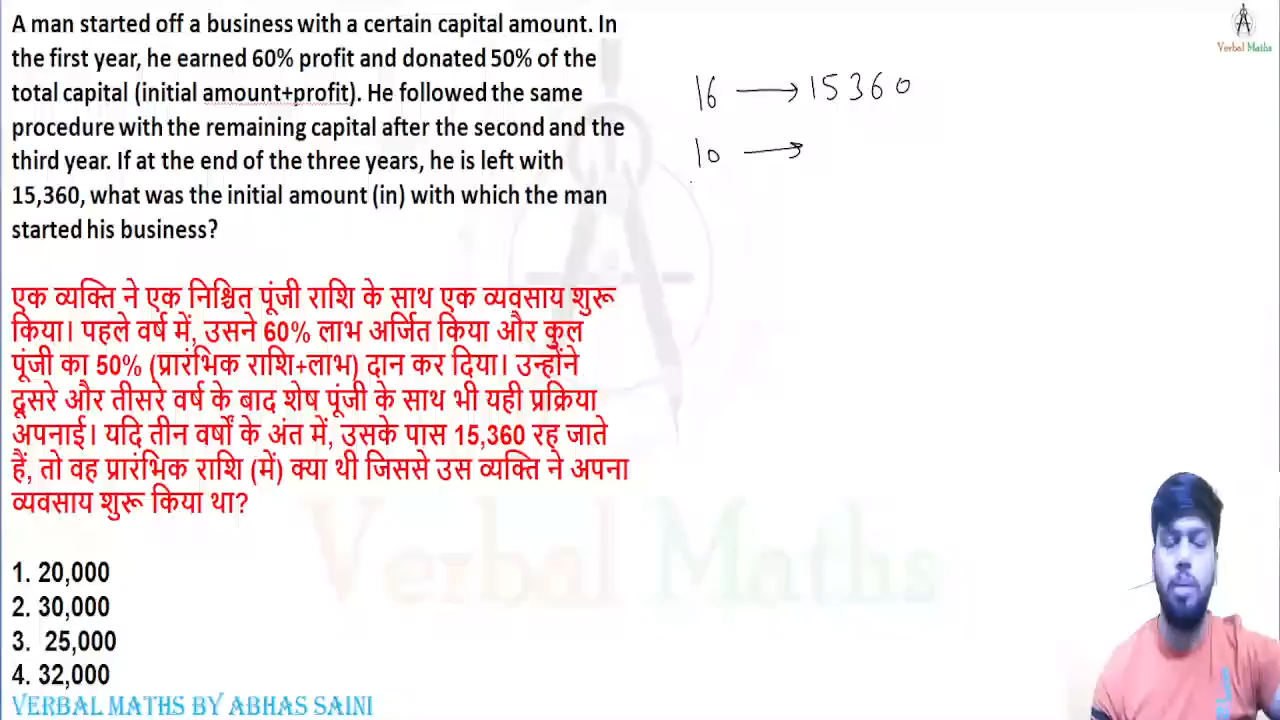 A man started off a business with a certain capital amount. In
the first year, he earned 60% profit and donated 50% of the
total capital (initial amount+profit). He followed the same
procedure with the remaining capital after the second and the
third year. If at the end of the three years, he is left with
15,360, what was the initial amount (in) with which the man
started his business?
एक व्यक्ति ने एक निश्चित पूंजी राशि के साथ एक व्यवसाय शुरू
किया। पहले वर्ष में, उसने 60% लाभ अर्जित किया और कुल
पूंजी का 50% (प्रारंभिक राशि+लाभ) दान कर दिया। उन्होंने
दूसरे और तीसरे वर्ष के बाद शेष पूंजी के साथ भी यही प्रक्रिया
अपनाई। यदि तीन वर्षों के अंत में, उसके पास 15,360 रह जाते
हैं, तो वह प्रारंभिक राशि (में) क्या थी जिससे उस व्यक्ति ने अपना
व्यवसाय शुरू किया था?
1. 20,000
2. 30,000
3. 25,000
4. 32,000
VERBAL MATHS BY ABHAS SAINI
16 → 15360
10 →
Verbal Maths
Verbal Maths